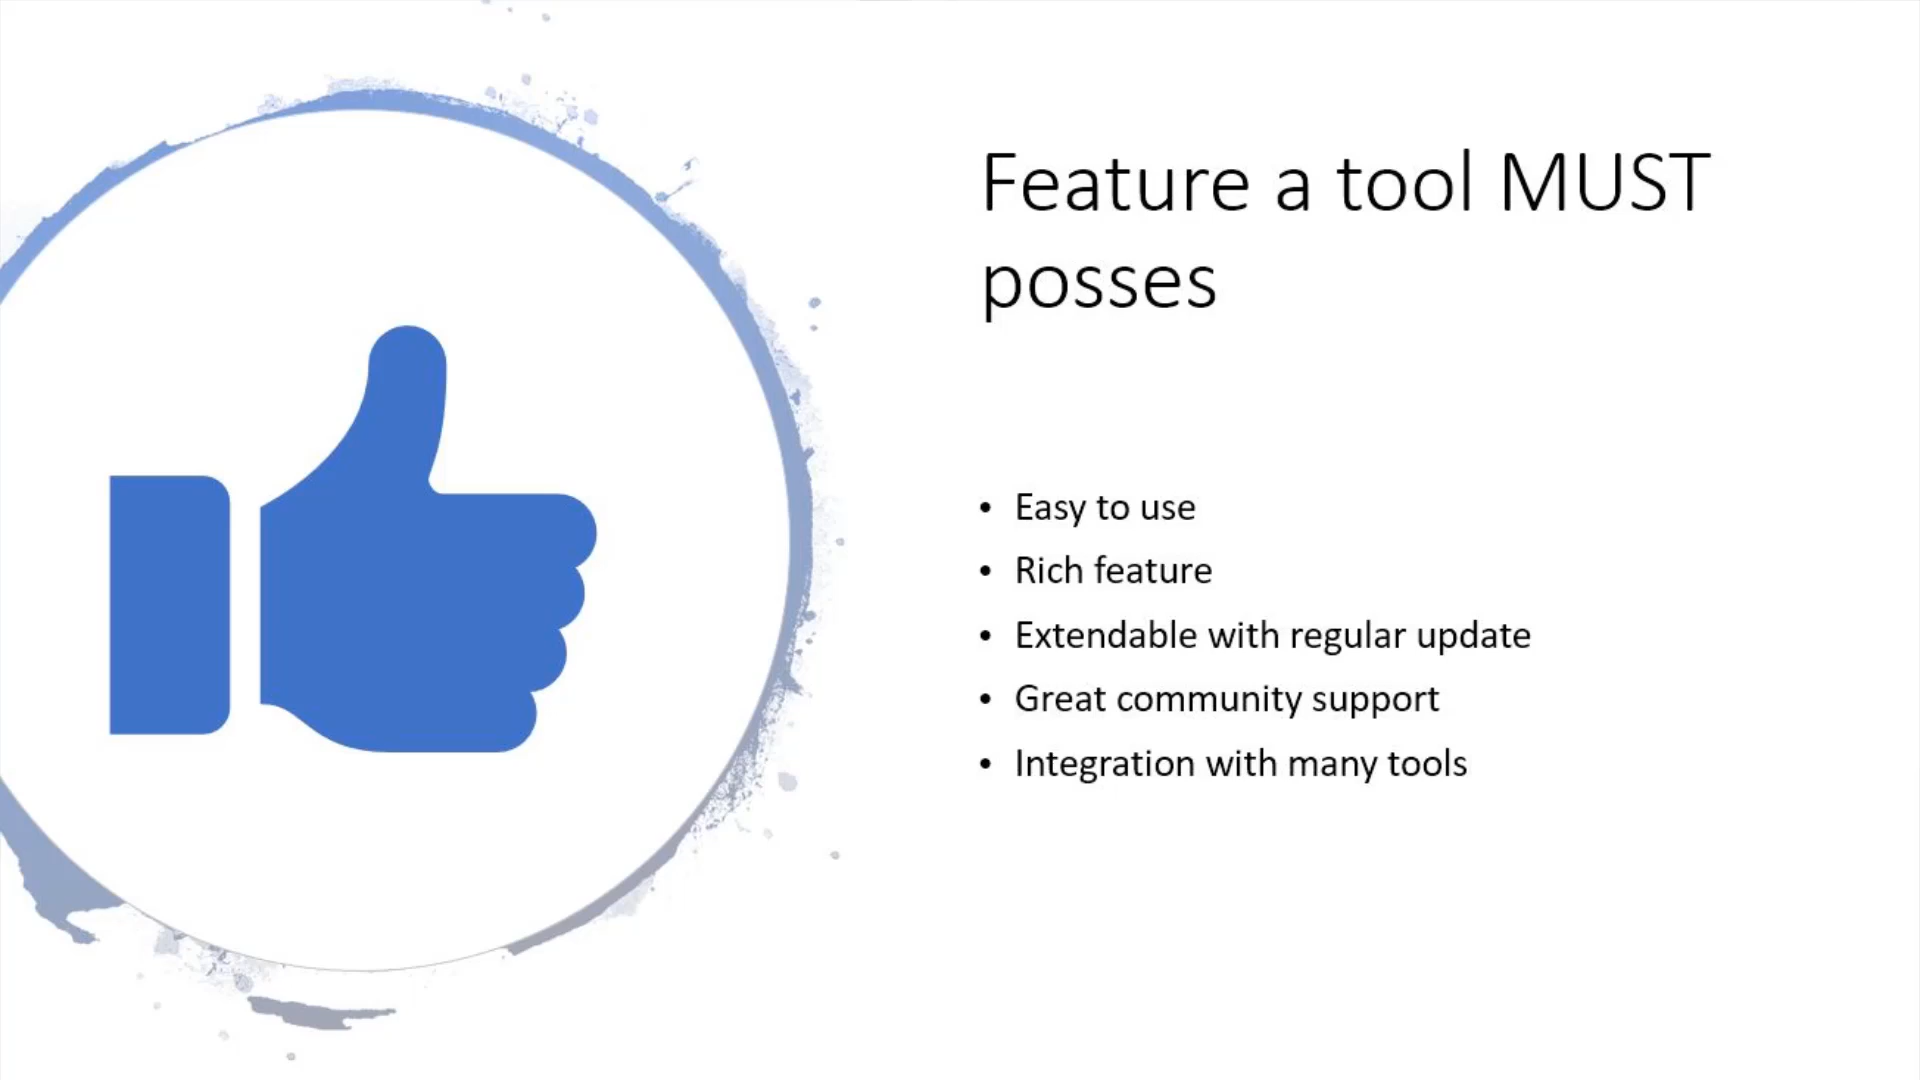 Feature a tool MUST
posses
• Easy to use
• Rich feature
• Extendable with regular update
• Great community support
• Integration with many tools